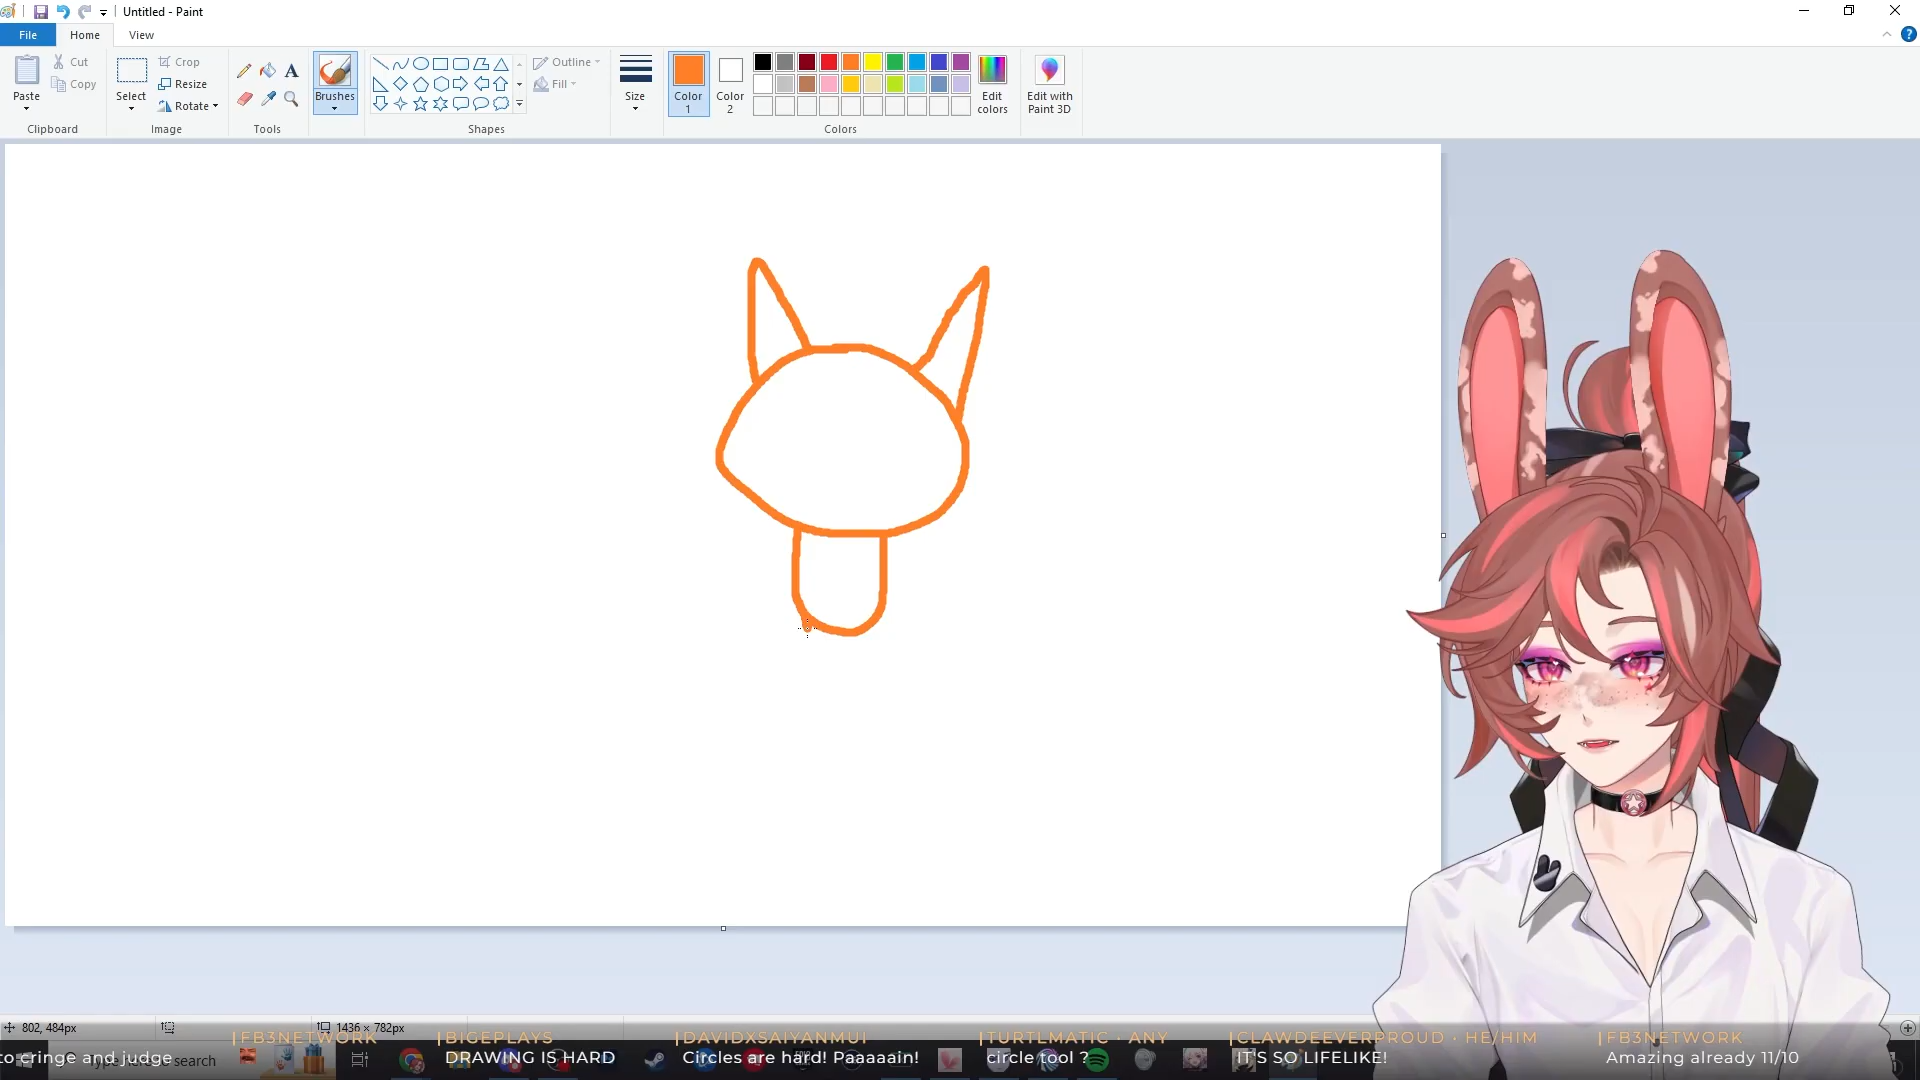 Untitled - Paint
File Home View
Paste
Cut
Copy
Clipboard
Select
Crop
Resize
Rotate
Image
Tools
Brushes
Shapes
Outline
Fill
Size
Color 1
Color 2
Colors
Edit colors
Edit with Paint 3D
802, 484px
1436 × 782px
|FB3NETWORK |BIGEPLAYS |DAVIDXSAIYANMUI |TURTLMATIC · ANY |CLAWDEEVERPROUD · HE/HIM |FB3NETWORK
to cringe and judge DRAWING IS HARD Circles are hard! Paaaaain! circle tool ? IT'S SO LIFELIKE! Amazing already 11/10
search